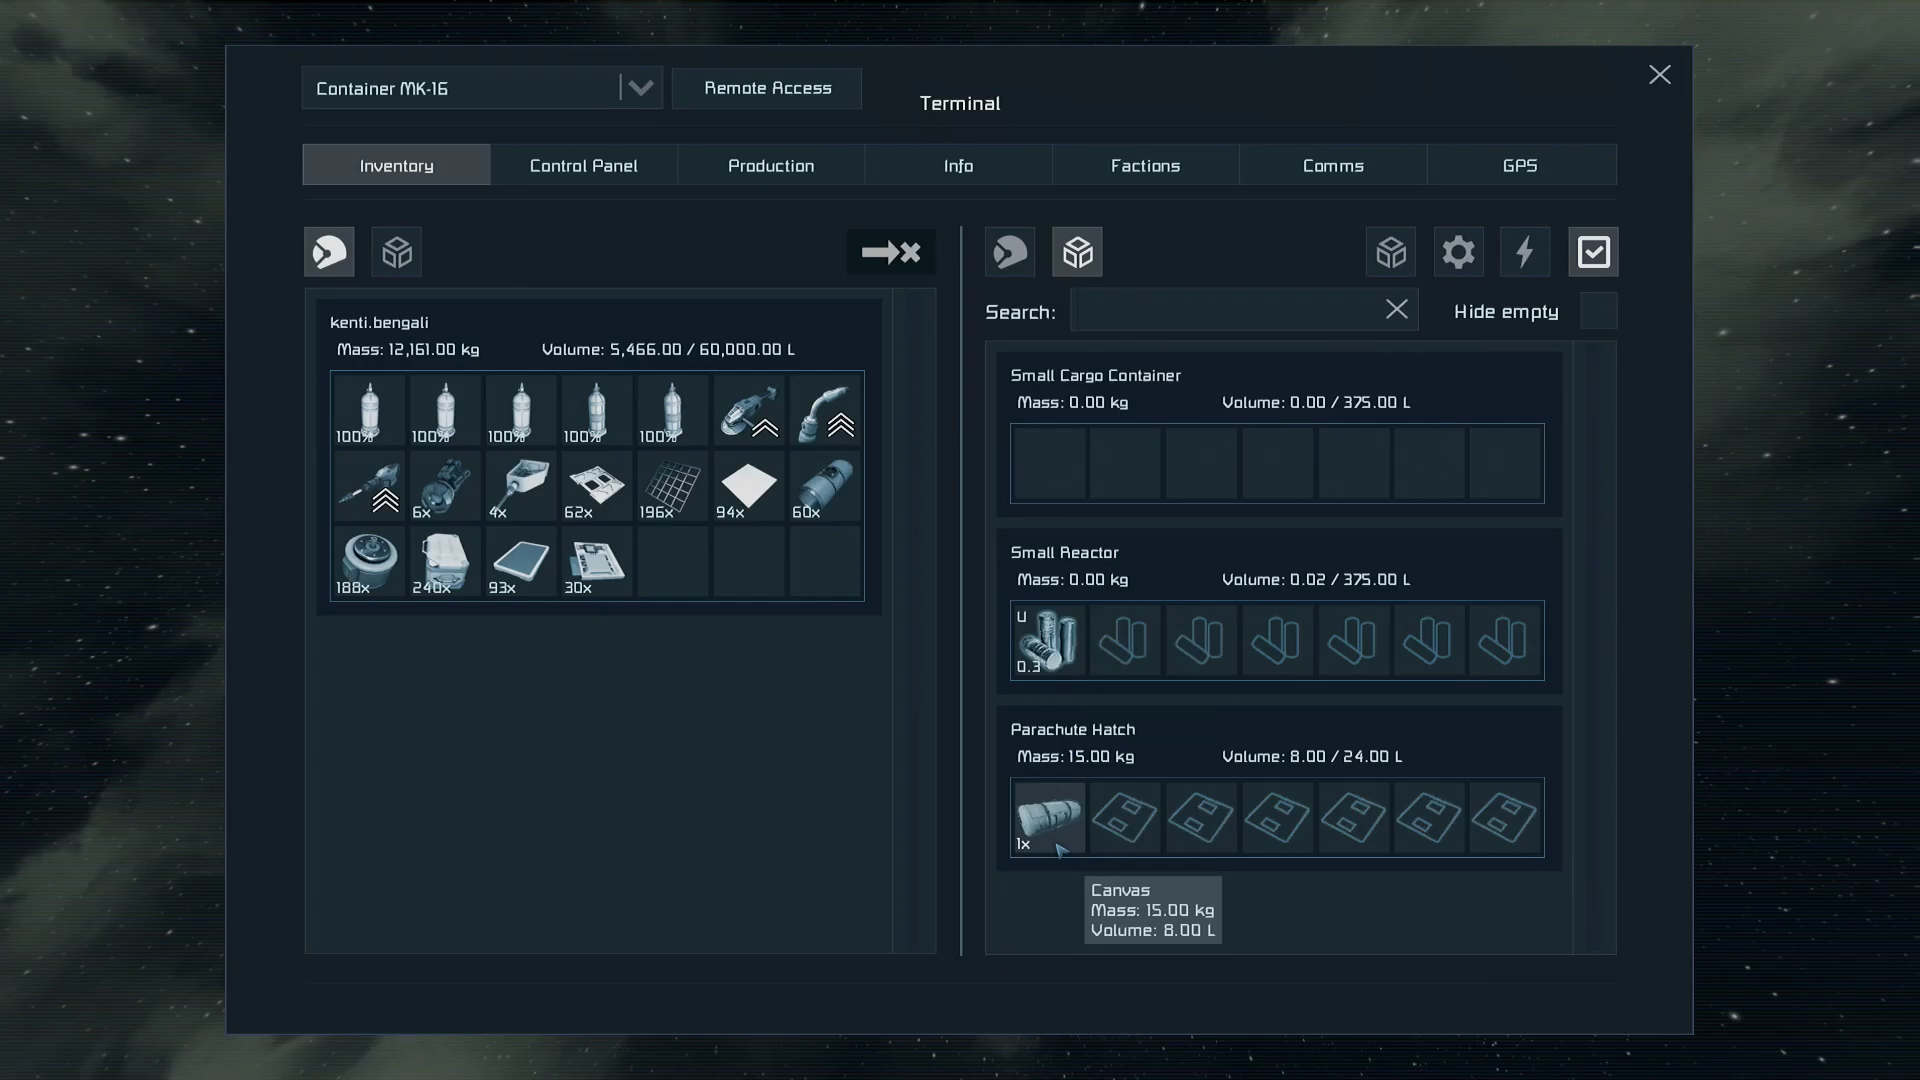 Container MK-16
Remote Access
Terminal
Inventory
Control Panel
Production
Info
Factions
Comms
GPS
kenti.bengali
Mass: 12,161.00 kg
Volume: 5,466.00 / 60,000.00 L
100%
100%
100%
100%
100%
6x
4x
62x
196x
94x
60x
188x
240x
93x
30x
Search:
Hide empty
Small Cargo Container
Mass: 0.00 kg
Volume: 0.00 / 375.00 L
Small Reactor
Mass: 0.00 kg
Volume: 0.02 / 375.00 L
U
0.3
Parachute Hatch
Mass: 15.00 kg
Volume: 8.00 / 24.00 L
1x
Canvas
Mass: 15.00 kg
Volume: 8.00 L